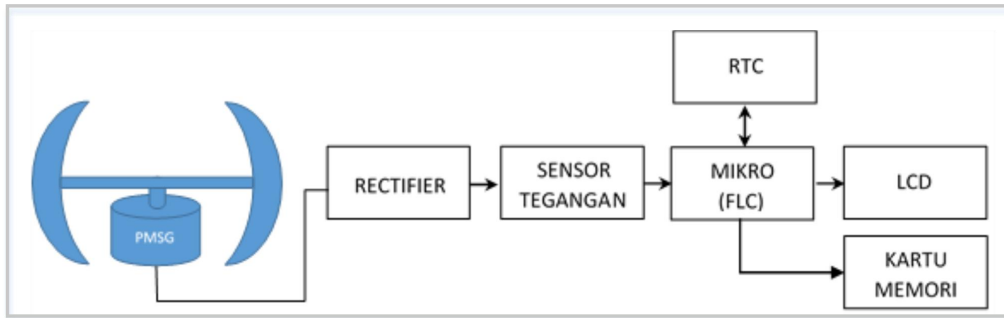 PMSG
RECTIFIER
SENSOR
TEGANGAN
RTC
MIKRO
(FLC)
LCD
KARTU
MEMORI